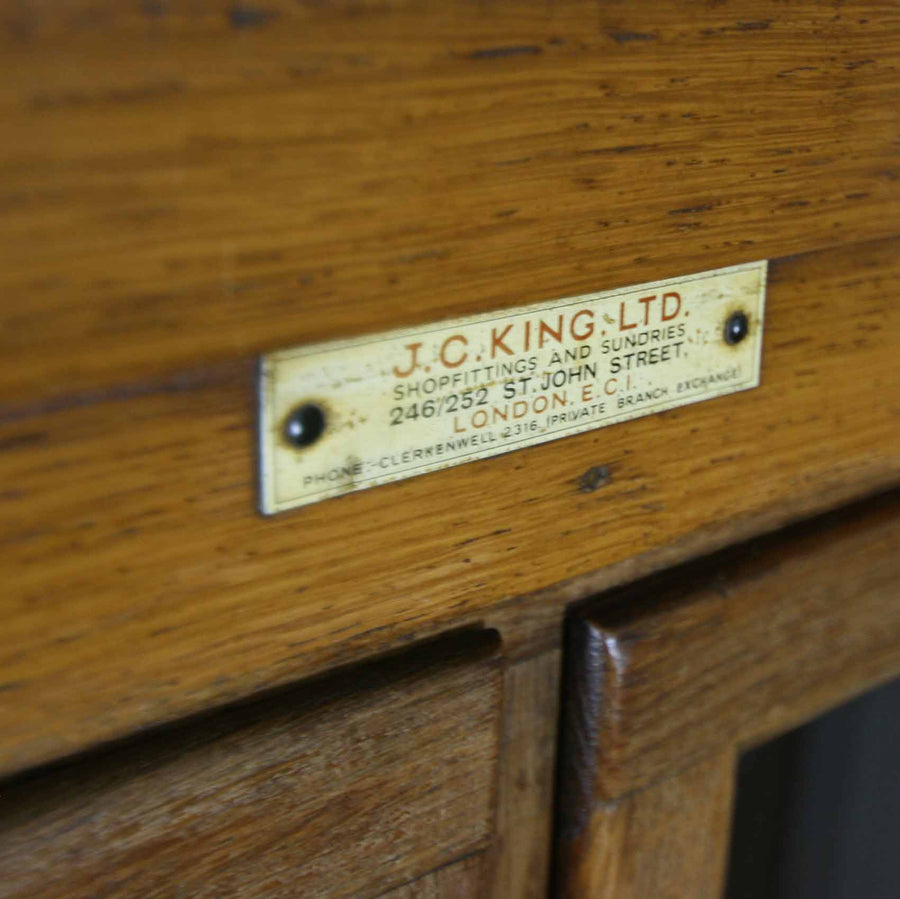 J.C.KING, LTD.
SHOPFITTINGS AND SUNDRIES
246/252 ST. JOHN STREET,
LONDON. E.C.1.
PHONE:-CLERKENWELL 2316 (PRIVATE BRANCH EXCHANGE)